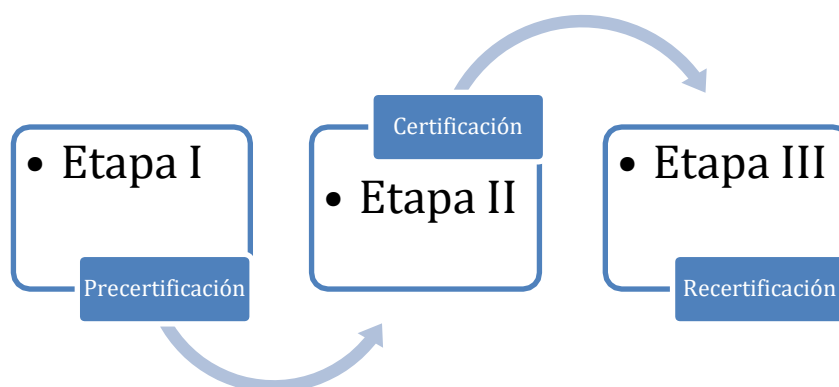 • Etapa I
Precertificación
Certificación
• Etapa II
• Etapa III
Recertificación